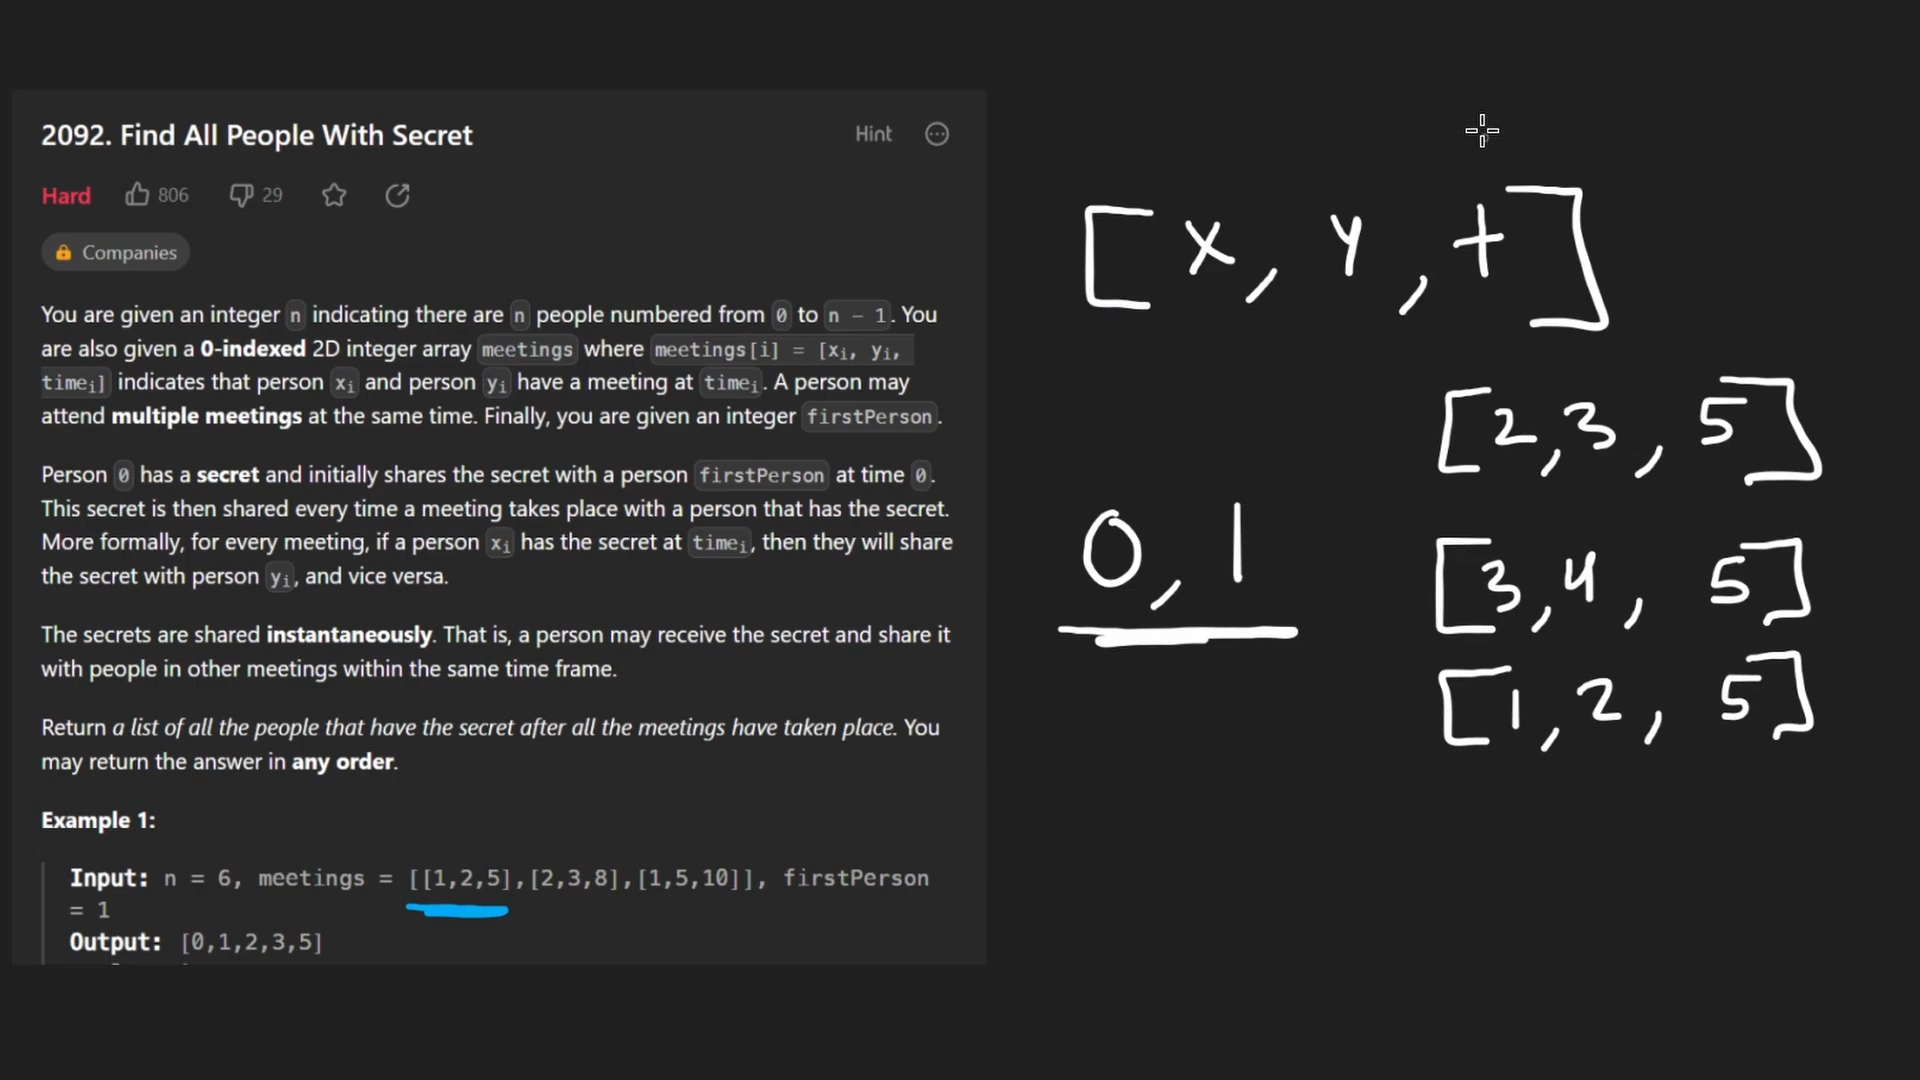 2092. Find All People With Secret
Hint
Hard 806 29
Companies
You are given an integer n indicating there are n people numbered from 0 to n - 1. You
are also given a 0-indexed 2D integer array meetings where meetings[i] = [xi, yi,
timei] indicates that person xi and person yi have a meeting at timei. A person may
attend multiple meetings at the same time. Finally, you are given an integer firstPerson.
Person 0 has a secret and initially shares the secret with a person firstPerson at time 0.
This secret is then shared every time a meeting takes place with a person that has the secret.
More formally, for every meeting, if a person xi has the secret at timei, then they will share
the secret with person yi, and vice versa.
The secrets are shared instantaneously. That is, a person may receive the secret and share it
with people in other meetings within the same time frame.
Return a list of all the people that have the secret after all the meetings have taken place. You
may return the answer in any order.
Example 1:
Input: n = 6, meetings = [[1,2,5],[2,3,8],[1,5,10]], firstPerson
= 1
Output: [0,1,2,3,5]
[x, y, t]
[2,3, 5]
0, 1
[3,4, 5]
[1,2, 5]